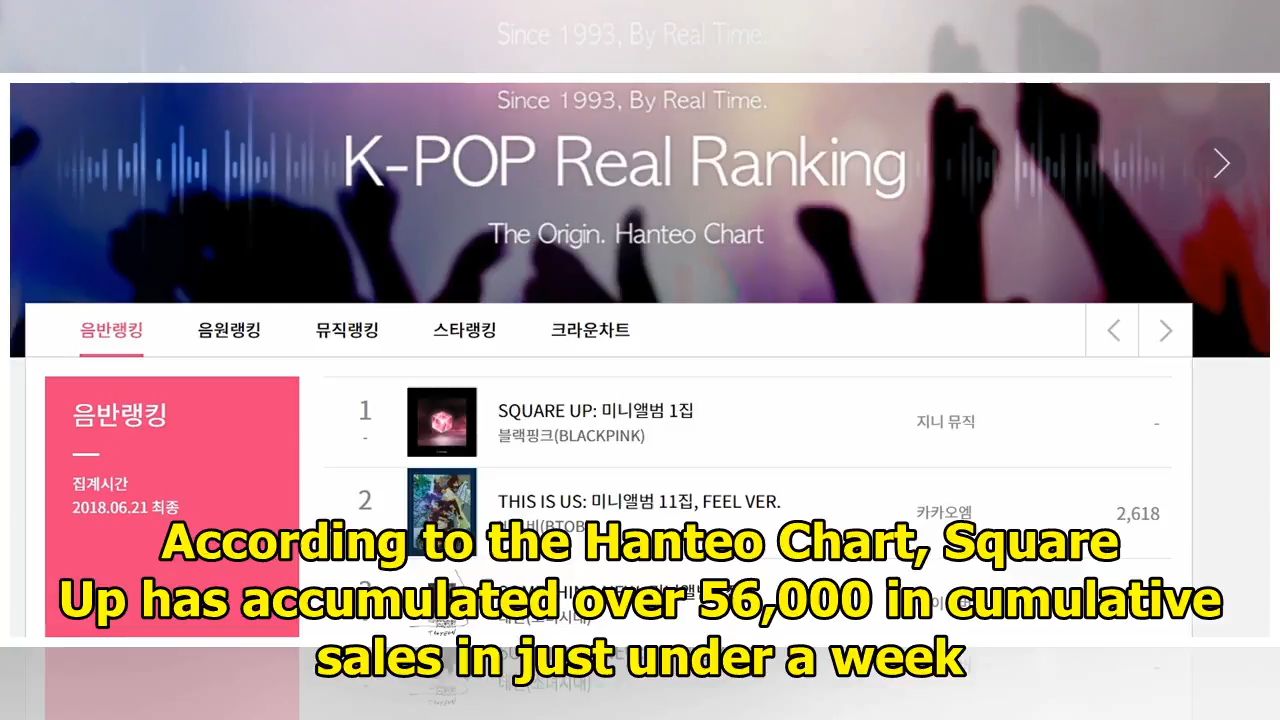 Since 1993, By Real Time.
Since 1993, By Real Time.
K-POP Real Ranking
The Origin. Hanteo Chart
음반랭킹 음원랭킹 뮤직랭킹 스타랭킹 크라운차트
음반랭킹
집계시간
2018.06.21 최종
1 SQUARE UP: 미니앨범 1집 지니 뮤직 -
- 블랙핑크(BLACKPINK)
2 THIS IS US: 미니앨범 11집, FEEL VER. 카카오엠 2,618
According to the Hanteo Chart, Square
Up has accumulated over 56,000 in cumulative
sales in just under a week